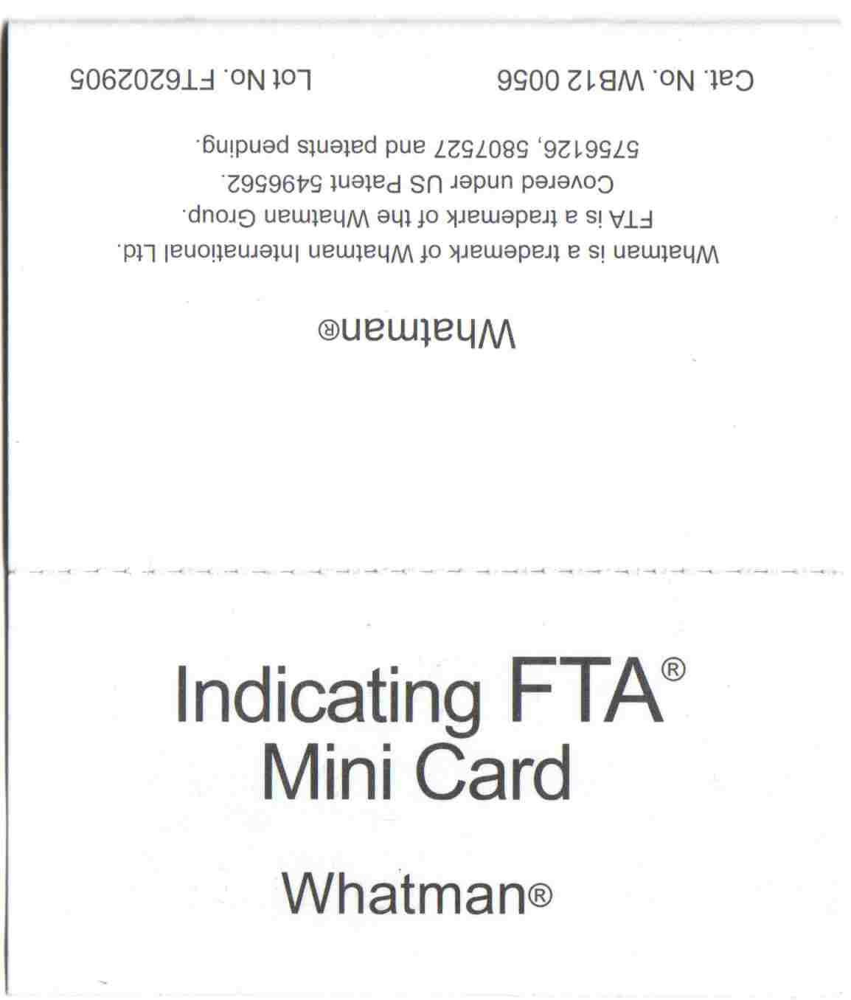 Indicating FTA®
Mini Card
Whatman®
Whatman®
Whatman is a trademark of Whatman International Ltd.
FTA is a trademark of the Whatman Group.
Covered under US Patent 5496562.
5756126, 5807527 and patents pending.
Cat. No. WB12 0056 Lot No. FT6202905